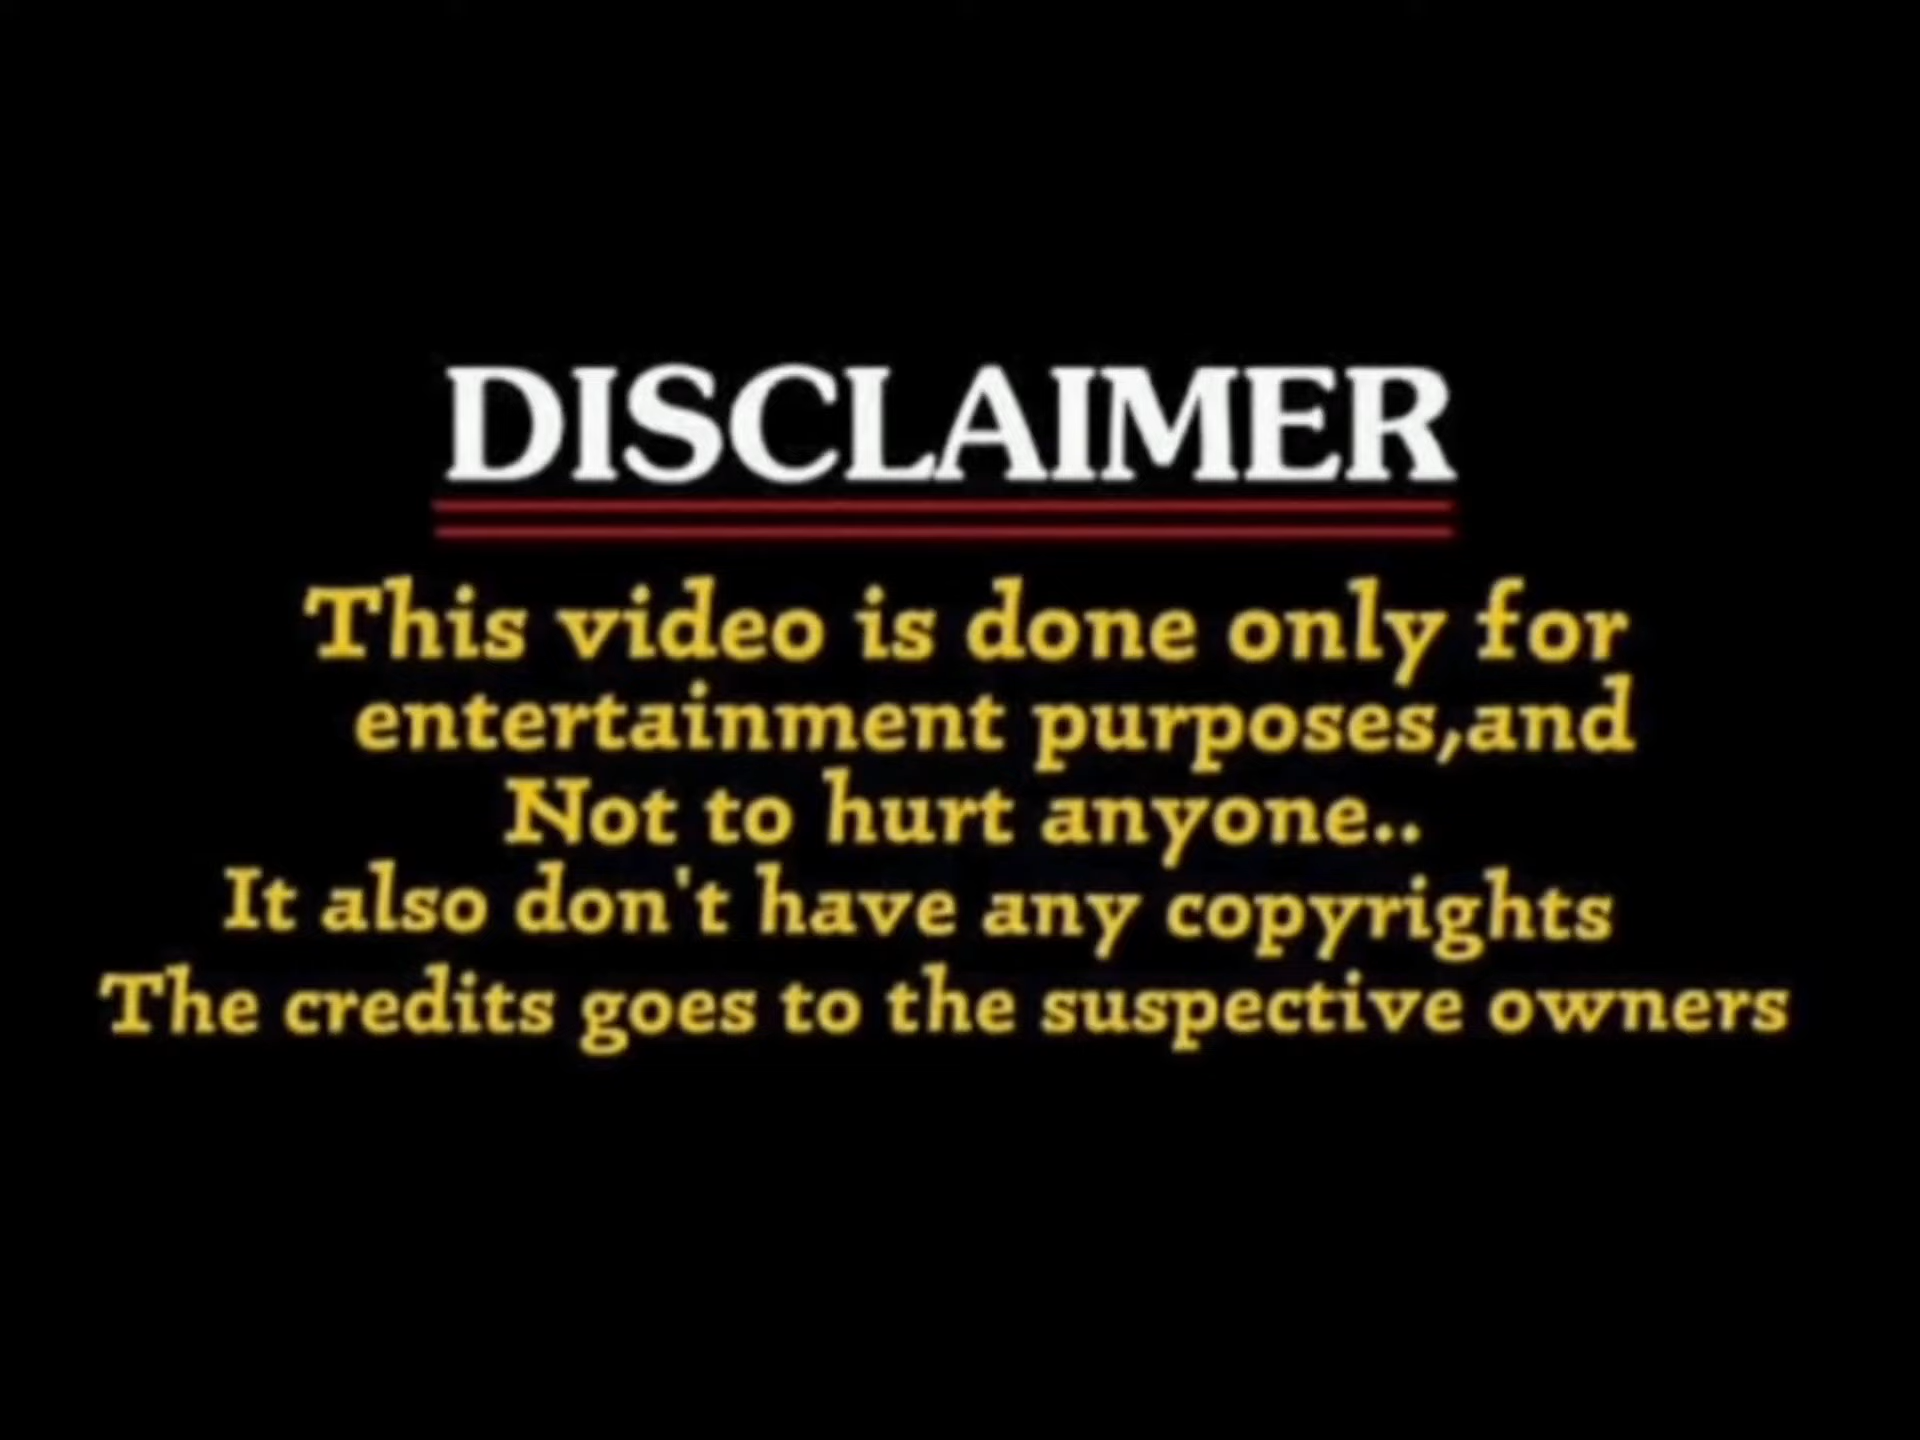 DISCLAIMER
This video is done only for
entertainment purposes,and
Not to hurt anyone..
It also don't have any copyrights
The credits goes to the suspective owners